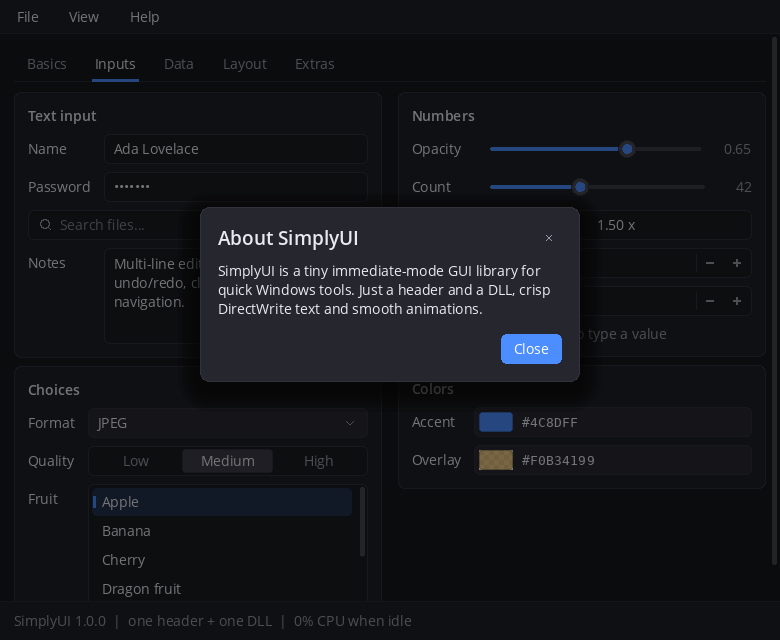 File View Help
Basics Inputs Data Layout Extras
Text input
Name Ada Lovelace
Password •••••••
Search files...
Notes Multi-line
undo/redo,
navigation.
Numbers
Opacity 0.65
Count 42
1.50 x
type a value
About SimplyUI ×
SimplyUI is a tiny immediate-mode GUI library for
quick Windows tools. Just a header and a DLL, crisp
DirectWrite text and smooth animations.
Close
Choices
Format JPEG
Quality Low Medium High
Fruit Apple
Banana
Cherry
Dragon fruit
Colors
Accent #4C8DFF
Overlay #F0B34199
SimplyUI 1.0.0 | one header + one DLL | 0% CPU when idle